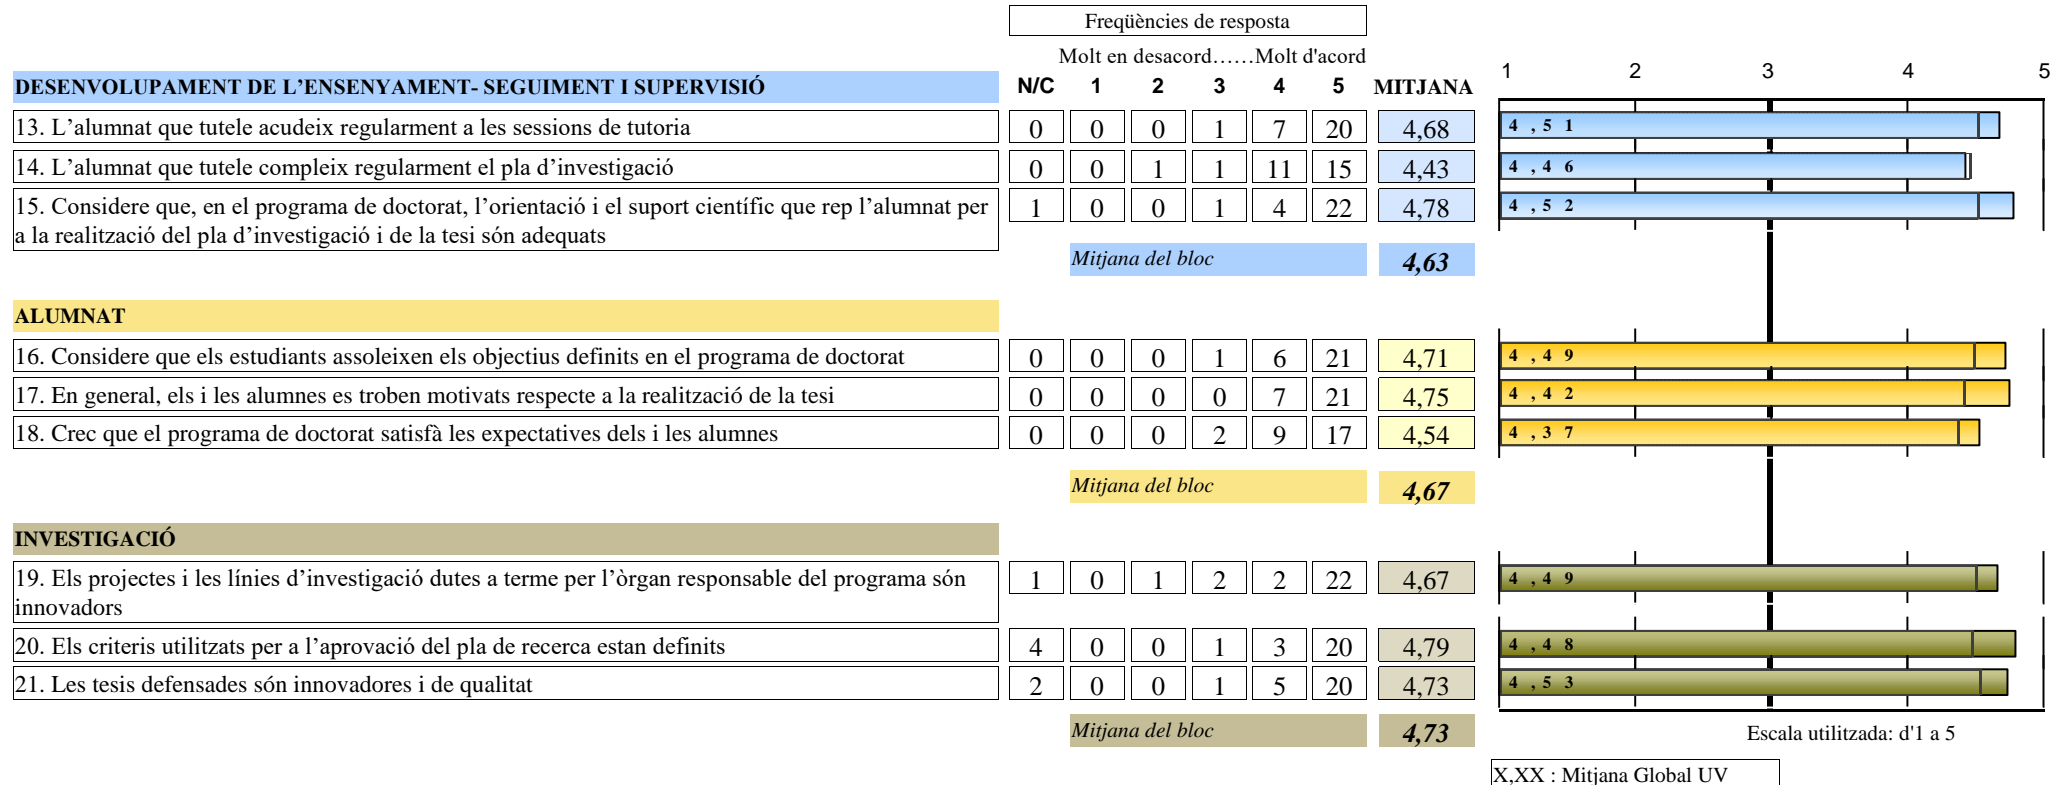 Freqüències de resposta
Molt en desacord……Molt d'acord
DESENVOLUPAMENT DE L’ENSENYAMENT- SEGUIMENT I SUPERVISIÓ N/C 1 2 3 4 5 MITJANA 1 2 3 4 5
13. L’alumnat que tutele acudeix regularment a les sessions de tutoria 0 0 0 1 7 20 4,68 4,51
14. L’alumnat que tutele compleix regularment el pla d’investigació 0 0 1 1 11 15 4,43 4,46
15. Considere que, en el programa de doctorat, l’orientació i el suport científic que rep l’alumnat per 1 0 0 1 4 22 4,78 4,52
a la realització del pla d’investigació i de la tesi són adequats
Mitjana del bloc 4,63
ALUMNAT
16. Considere que els estudiants assoleixen els objectius definits en el programa de doctorat 0 0 0 1 6 21 4,71 4,49
17. En general, els i les alumnes es troben motivats respecte a la realització de la tesi 0 0 0 0 7 21 4,75 4,42
18. Crec que el programa de doctorat satisfà les expectatives dels i les alumnes 0 0 0 2 9 17 4,54 4,37
Mitjana del bloc 4,67
INVESTIGACIÓ
19. Els projectes i les línies d’investigació dutes a terme per l’òrgan responsable del programa són 1 0 1 2 2 22 4,67 4,49
innovadors
20. Els criteris utilitzats per a l’aprovació del pla de recerca estan definits 4 0 0 1 3 20 4,79 4,48
21. Les tesis defensades són innovadores i de qualitat 2 0 0 1 5 20 4,73 4,53
Mitjana del bloc 4,73 Escala utilitzada: d'1 a 5
X,XX : Mitjana Global UV